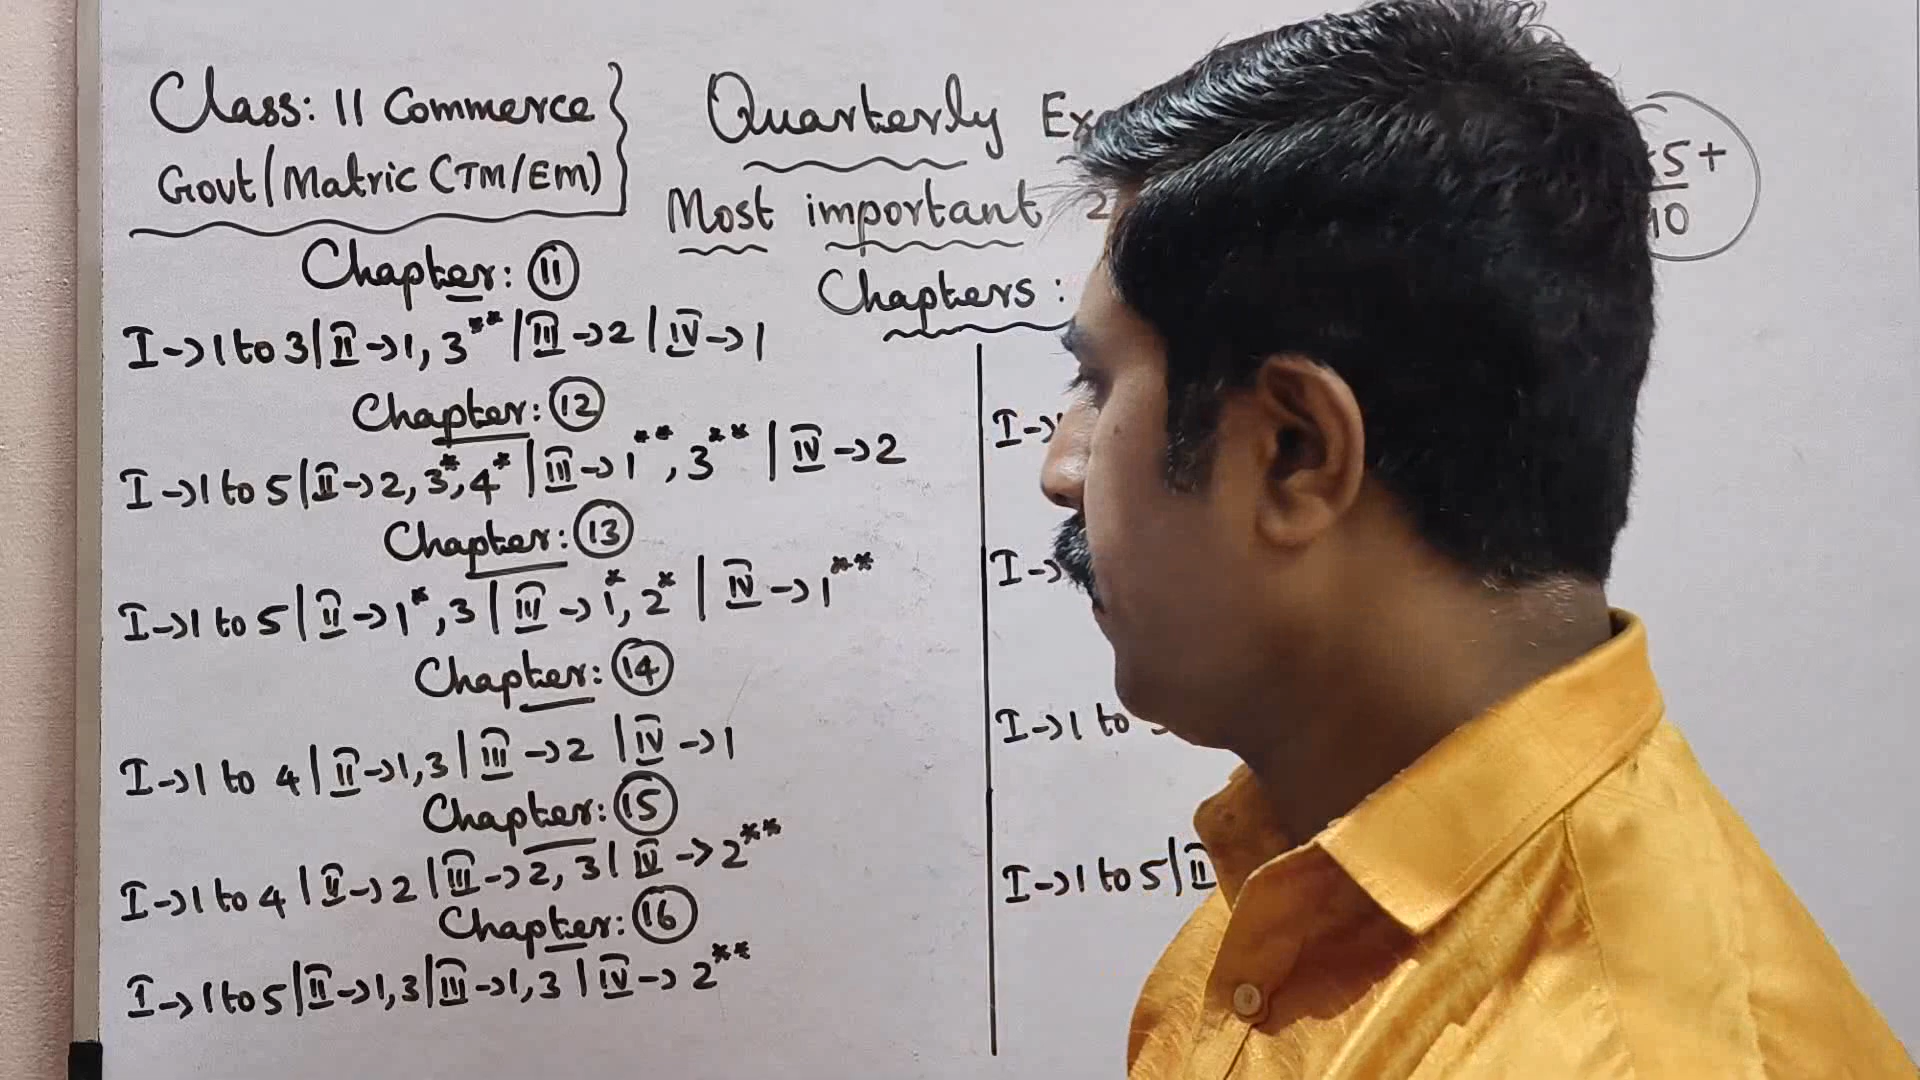 Class: 11 Commerce
Govt/Matric (TM/EM)
Quarterly
Most important 2
5+
10
Chapters:
Chapter: 11
I→1 to 3|II→1, 3**|III→2|IV→1
Chapter: 12
I→1 to 5|II→2, 3*, 4*|III→1**, 3**|IV→2
Chapter: 13
I→1 to 5|II→1*, 3|III→1*, 2*|IV→1**
Chapter: 14
I→1 to 4|II→1,3|III→2|IV→1
Chapter: 15
I→1 to 4|II→2|III→2, 3|IV→2**
Chapter: 16
I→1 to 5|II→1,3|III→1,3|IV→2**
I→
I→
I→1 to
I→1 to 5|II